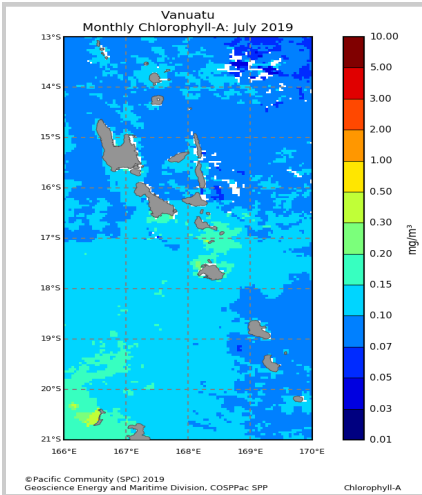 Vanuatu
Monthly Chlorophyll-A: July 2019
13°S
14°S
15°S
16°S
17°S
18°S
19°S
20°S
21°S
166°E
167°E
168°E
169°E
170°E
10.00
5.00
3.00
2.00
1.00
0.50
0.30
0.20
0.15
0.10
0.07
0.05
0.03
0.01
mg/m³
©Pacific Community (SPC) 2019
Geoscience Energy and Maritime Division, COSPPac SPP
Chlorophyll-A